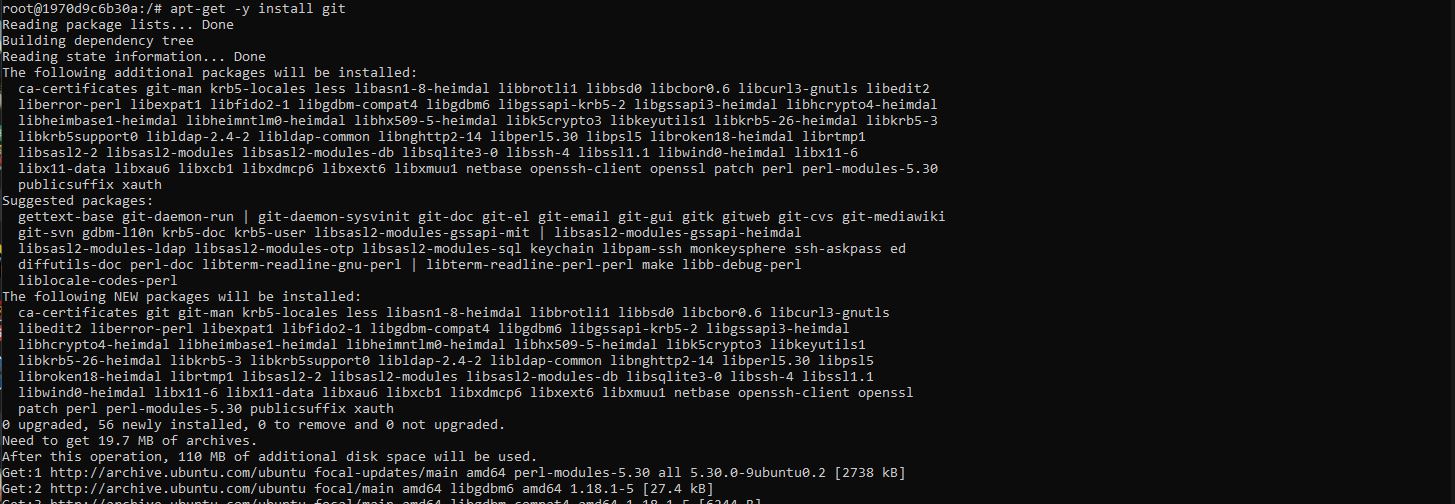 root@1970d9c6b30a:/# apt-get -y install git
Reading package lists... Done
Building dependency tree
Reading state information... Done
The following additional packages will be installed:
  ca-certificates git-man krb5-locales less libasn1-8-heimdal libbrotli1 libbsd0 libcbor0.6 libcurl3-gnutls libedit2
  liberror-perl libexpat1 libfido2-1 libgdbm-compat4 libgdbm6 libgssapi-krb5-2 libgssapi3-heimdal libhcrypto4-heimdal
  libheimbase1-heimdal libheimntlm0-heimdal libhx509-5-heimdal libk5crypto3 libkeyutils1 libkrb5-26-heimdal libkrb5-3
  libkrb5support0 libldap-2.4-2 libldap-common libnghttp2-14 libperl5.30 libpsl5 libroken18-heimdal librtmp1
  libsasl2-2 libsasl2-modules libsasl2-modules-db libsqlite3-0 libssh-4 libssl1.1 libwind0-heimdal libx11-6
  libx11-data libxau6 libxcb1 libxdmcp6 libxext6 libxmuu1 netbase openssh-client openssl patch perl perl-modules-5.30
  publicsuffix xauth
Suggested packages:
  gettext-base git-daemon-run | git-daemon-sysvinit git-doc git-el git-email git-gui gitk gitweb git-cvs git-mediawiki
  git-svn gdbm-l10n krb5-doc krb5-user libsasl2-modules-gssapi-mit | libsasl2-modules-gssapi-heimdal
  libsasl2-modules-ldap libsasl2-modules-otp libsasl2-modules-sql keychain libpam-ssh monkeysphere ssh-askpass ed
  diffutils-doc perl-doc libterm-readline-gnu-perl | libterm-readline-perl-perl make libb-debug-perl
  liblocale-codes-perl
The following NEW packages will be installed:
  ca-certificates git git-man krb5-locales less libasn1-8-heimdal libbrotli1 libbsd0 libcbor0.6 libcurl3-gnutls
  libedit2 liberror-perl libexpat1 libfido2-1 libgdbm-compat4 libgdbm6 libgssapi-krb5-2 libgssapi3-heimdal
  libhcrypto4-heimdal libheimbase1-heimdal libheimntlm0-heimdal libhx509-5-heimdal libk5crypto3 libkeyutils1
  libkrb5-26-heimdal libkrb5-3 libkrb5support0 libldap-2.4-2 libldap-common libnghttp2-14 libperl5.30 libpsl5
  libroken18-heimdal librtmp1 libsasl2-2 libsasl2-modules libsasl2-modules-db libsqlite3-0 libssh-4 libssl1.1
  libwind0-heimdal libx11-6 libx11-data libxau6 libxcb1 libxdmcp6 libxext6 libxmuu1 netbase openssh-client openssl
  patch perl perl-modules-5.30 publicsuffix xauth
0 upgraded, 56 newly installed, 0 to remove and 0 not upgraded.
Need to get 19.7 MB of archives.
After this operation, 110 MB of additional disk space will be used.
Get:1 http://archive.ubuntu.com/ubuntu focal-updates/main amd64 perl-modules-5.30 all 5.30.0-9ubuntu0.2 [2738 kB]
Get:2 http://archive.ubuntu.com/ubuntu focal/main amd64 libgdbm6 amd64 1.18.1-5 [27.4 kB]